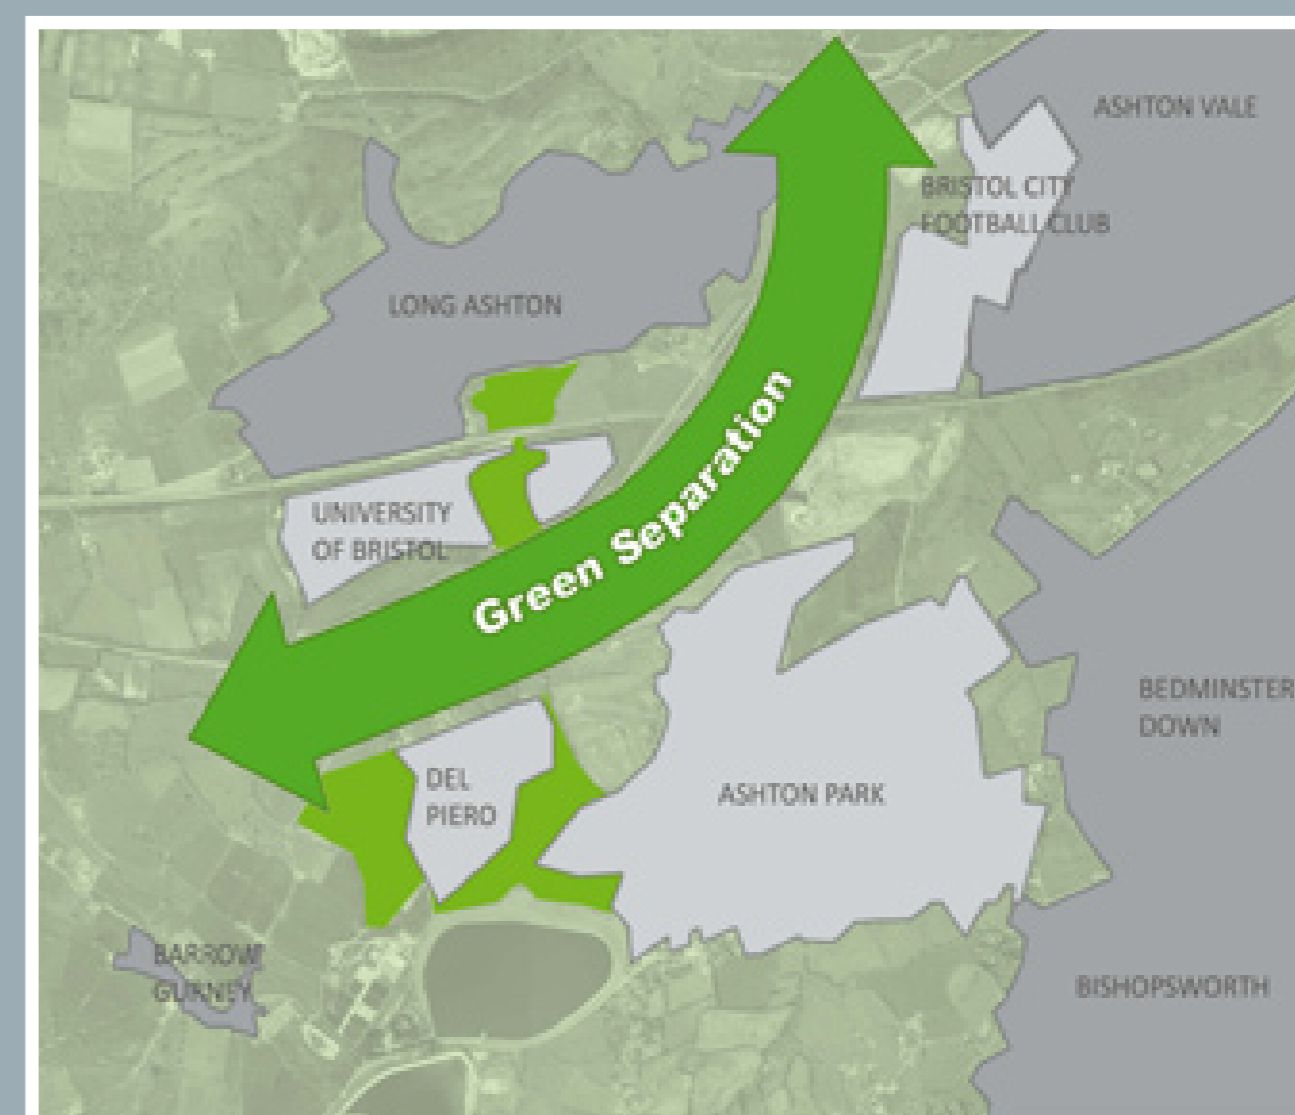 ASHTON VALE
BRISTOL CITY
FOOTBALL CLUB
LONG ASHTON
Green Separation
UNIVERSITY
OF BRISTOL
BEDMINSTER
DOWN
DEL
PIERO
ASHTON PARK
BARROW
GURNEY
BISHOPSWORTH